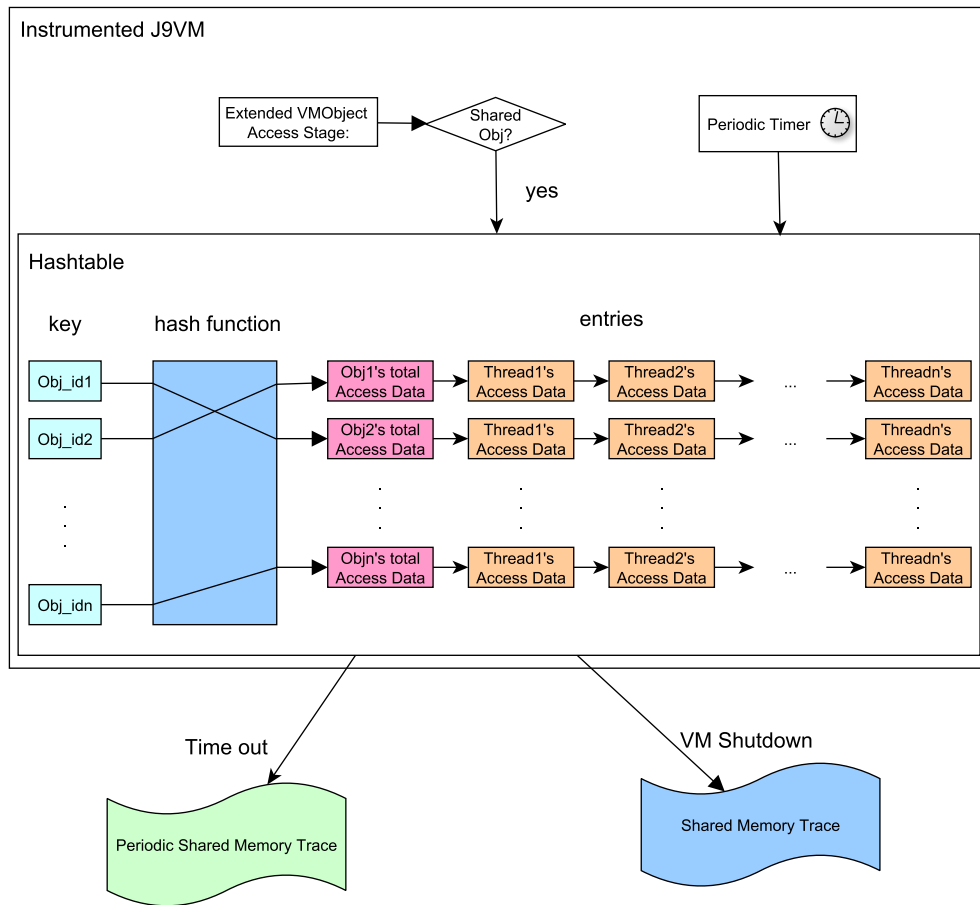 Instrumented J9VM
Extended VMObject
Access Stage:
Shared
Obj?
Periodic Timer
yes
Hashtable
key
hash function
entries
Obj_id1
Obj1's total
Access Data
Thread1's
Access Data
Thread2's
Access Data
...
Threadn's
Access Data
Obj_id2
Obj2's total
Access Data
Thread1's
Access Data
Thread2's
Access Data
...
Threadn's
Access Data
Obj_idn
Objn's total
Access Data
Thread1's
Access Data
Thread2's
Access Data
...
Threadn's
Access Data
Time out
VM Shutdown
Periodic Shared Memory Trace
Shared Memory Trace